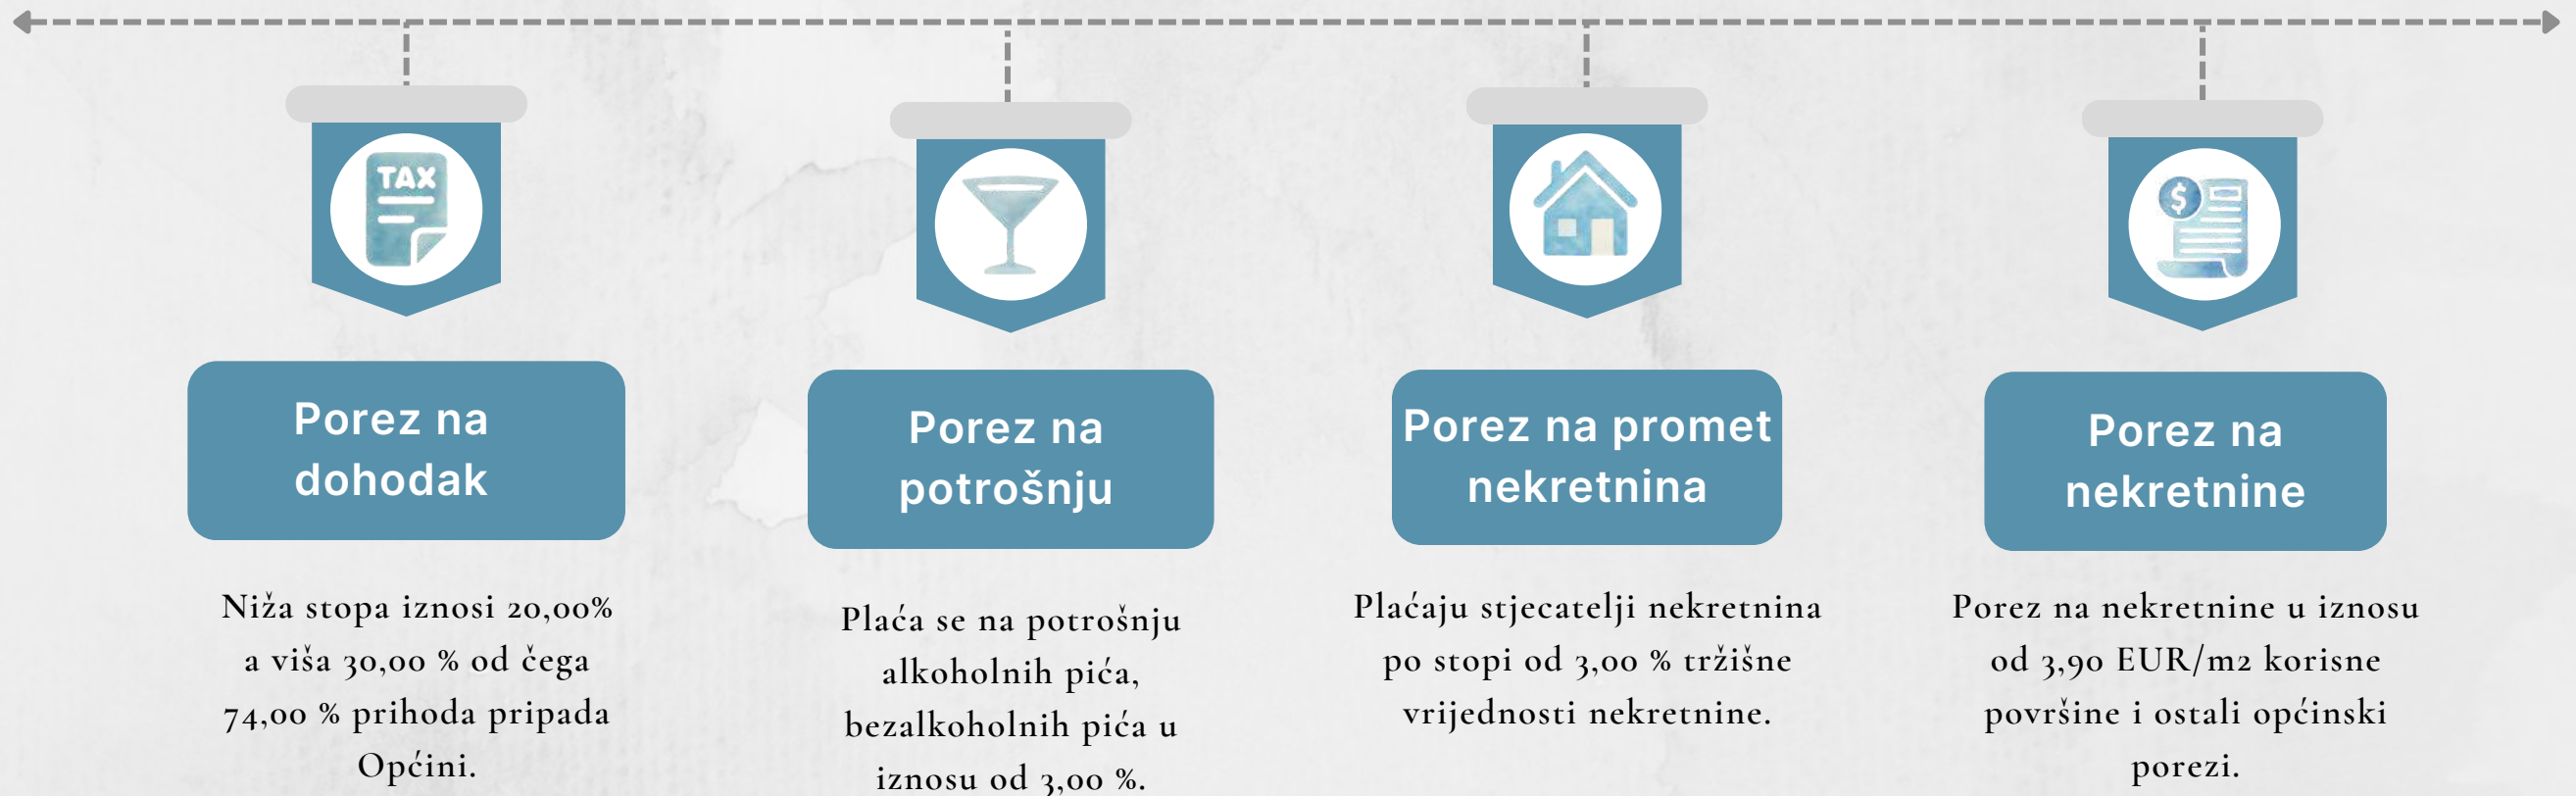 TAX
$
Porez na
dohodak
Niža stopa iznosi 20,00%
a viša 30,00 % od čega
74,00 % prihoda pripada
Općini.
Porez na
potrošnju
Plaća se na potrošnju
alkoholnih pića,
bezalkoholnih pića u
iznosu od 3,00 %.
Porez na promet
nekretnina
Plaćaju stjecatelji nekretnina
po stopi od 3,00 % tržišne
vrijednosti nekretnine.
Porez na
nekretnine
Porez na nekretnine u iznosu
od 3,90 EUR/m2 korisne
površine i ostali općinski
porezi.